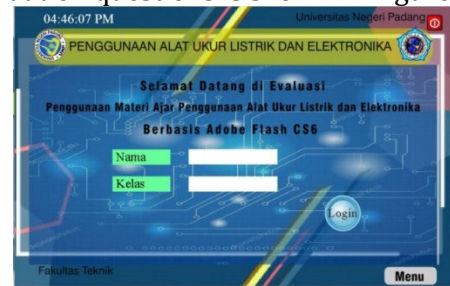 04:46:07 PM
Universitas Negeri Padang
PENGGUNAAN ALAT UKUR LISTRIK DAN ELEKTRONIKA
Selamat Datang di Evaluasi
Penggunaan Materi Ajar Penggunaan Alat Ukur Listrik dan Elektronika
Berbasis Adobe Flash CS6
Nama
Kelas
Login
Fakultas Teknik
Menu